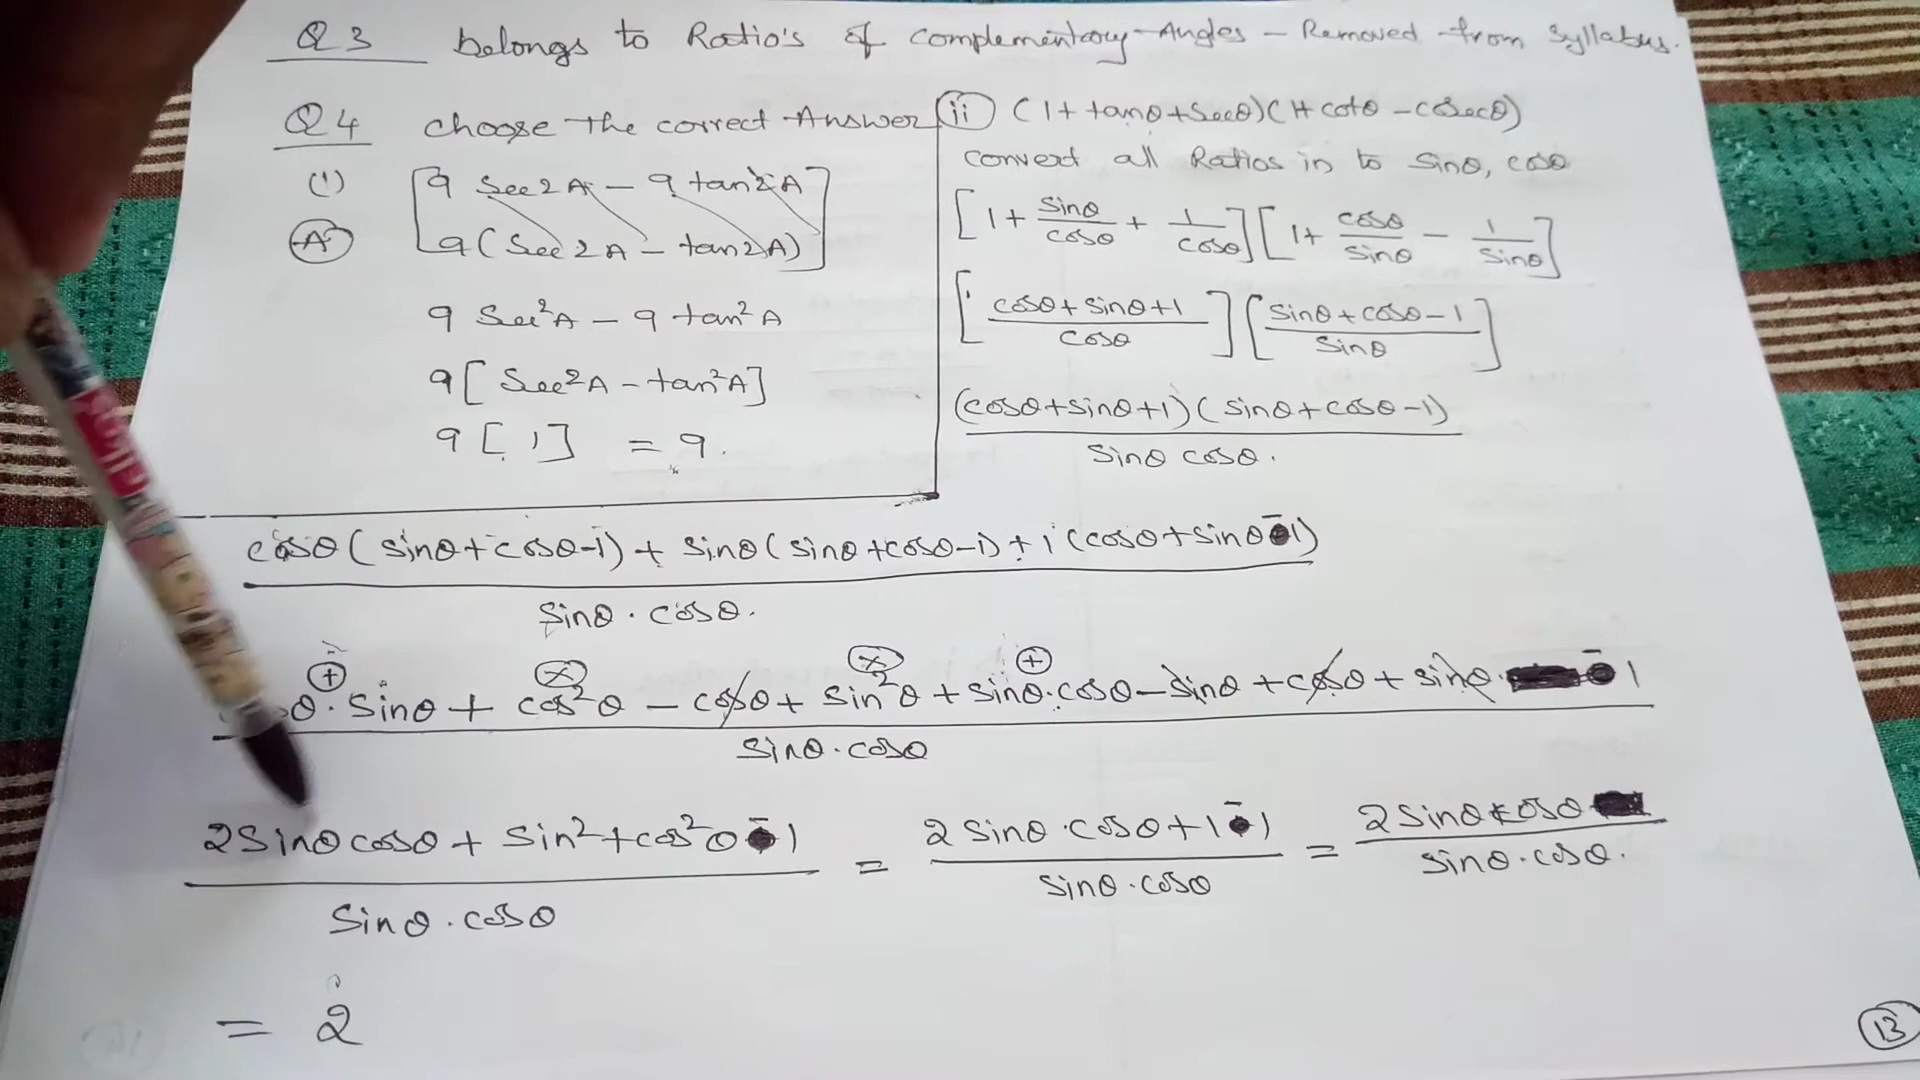 Q3 belongs to Ratio's of complementary Angles - Removed from syllabus.
Q4 choose the correct Answer
(1) 9 Sec2A - 9 tan2A
(A) 9(Sec2A - tan2A)
9 Sec²A - 9 tan²A
9[Sec²A - tan²A]
9[1] = 9.
(ii) (1+tanθ+Secθ)(1+cotθ-cosecθ)
convert all Ratios in to Sinθ, cosθ
[1 + Sinθ/cosθ + 1/cosθ][1+ cosθ/Sinθ - 1/Sinθ]
[(cosθ+sinθ+1)/cosθ][(Sinθ+cosθ-1)/Sinθ]
(cosθ+sinθ+1)(sinθ+cosθ-1)
Sinθ cosθ.
cosθ(sinθ+cosθ-1)+sinθ(sinθ+cosθ-1)+1(cosθ+sinθ-1)
Sinθ.cosθ.
θ.Sinθ + cos²θ - cosθ + sin²θ + sinθ.cosθ - sinθ + cosθ + sinθ - 1
Sinθ.cosθ
2Sinθcosθ + Sin²+cos²θ-1 = 2Sinθ.cosθ+1-1 = 2Sinθcosθ
Sinθ.cosθ Sinθ.cosθ Sinθ.cosθ.
= 2
13